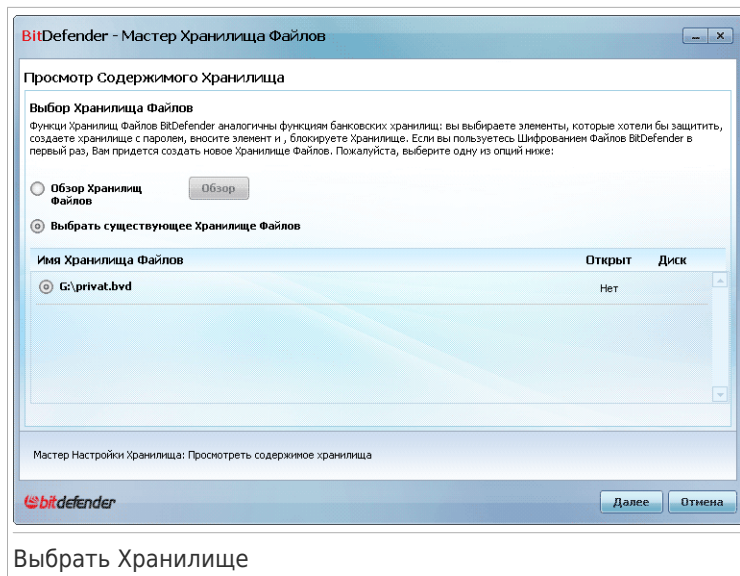 BitDefender - Мастер Хранилища Файлов
Просмотр Содержимого Хранилища
Выбор Хранилища Файлов
Функци Хранилищ Файлов BitDefender аналогичны функциям банковских хранилищ: вы выбираете элементы, которые хотели бы защитить,
создаете хранилище с паролем, вносите элемент и , блокируете Хранилище. Если вы пользуетесь Шифрованием Файлов BitDefender в
первый раз, Вам придется создать новое Хранилище Файлов. Пожалуйста, выберите одну из опций ниже:
Обзор Хранилищ
Файлов
Обзор
Выбрать существующее Хранилище Файлов
Имя Хранилища Файлов Открыт Диск
G:\privat.bvd Нет
Мастер Настройки Хранилища: Просмотреть содержимое хранилища
bitdefender
Далее Отмена
Выбрать Хранилище